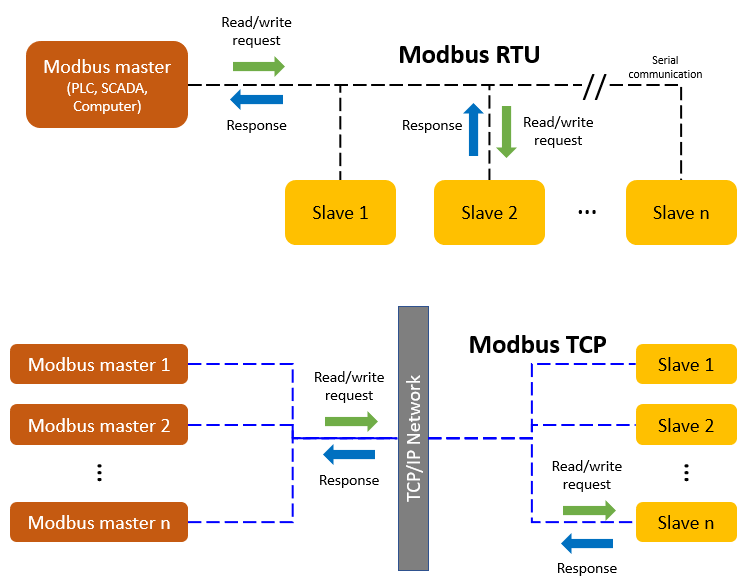 Read/write
request
Modbus RTU
Serial
communication
Modbus master
(PLC, SCADA,
Computer)
Response
Response
Read/write
request
Slave 1
Slave 2
...
Slave n
Modbus TCP
Modbus master 1
Slave 1
Read/write
request
Modbus master 2
Slave 2
TCP/IP Network
...
Response
Read/write
request
...
Modbus master n
Slave n
Response